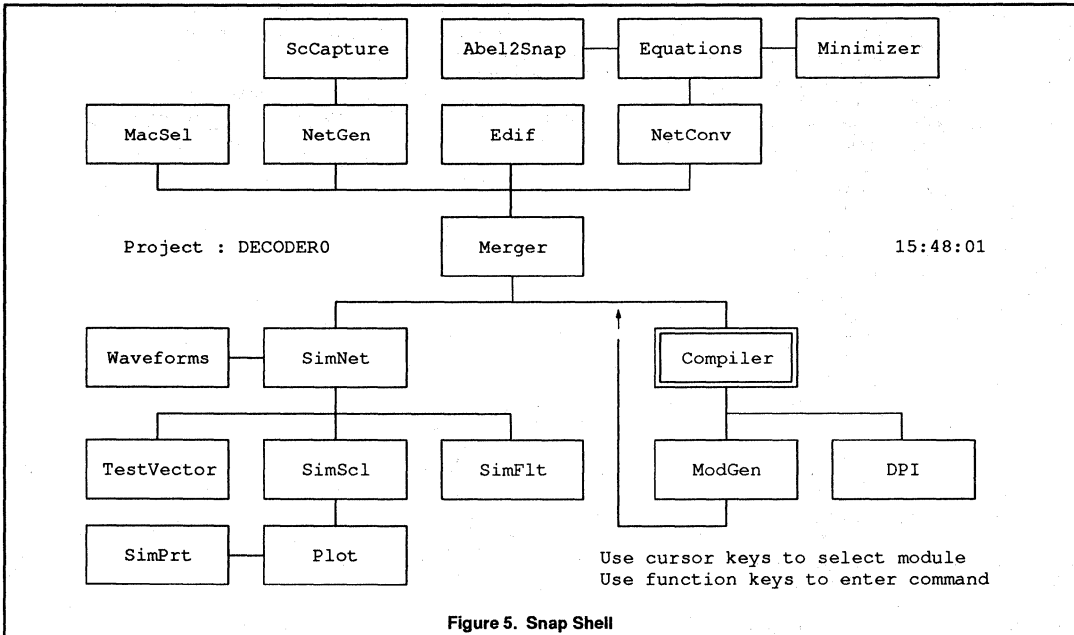 ScCapture
Abel2Snap
Equations
Minimizer
MacSel
NetGen
Edif
NetConv
Project : DECODER0
Merger
15:48:01
Waveforms
SimNet
Compiler
TestVector
SimScl
SimFlt
ModGen
DPI
SimPrt
Plot
Use cursor keys to select module
Use function keys to enter command
Figure 5. Snap Shell